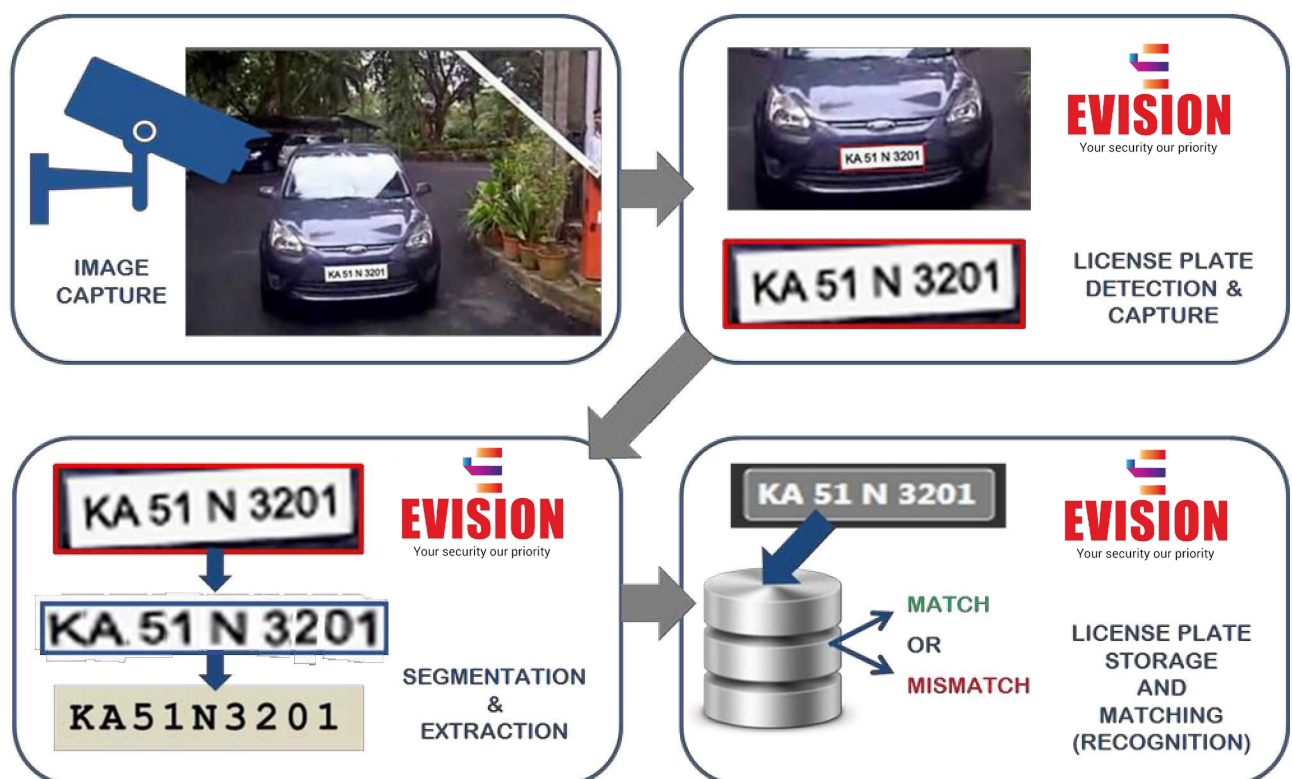 IMAGE
CAPTURE
KA 51 N 3201
KA 51 N 3201
EVISION
Your security our priority
KA 51 N 3201
LICENSE PLATE
DETECTION &
CAPTURE
KA 51 N 3201
KA 51 N 3201
KA51N3201
EVISION
Your security our priority
SEGMENTATION
&
EXTRACTION
KA 51 N 3201
EVISION
Your security our priority
MATCH
OR
MISMATCH
LICENSE PLATE
STORAGE
AND
MATCHING
(RECOGNITION)